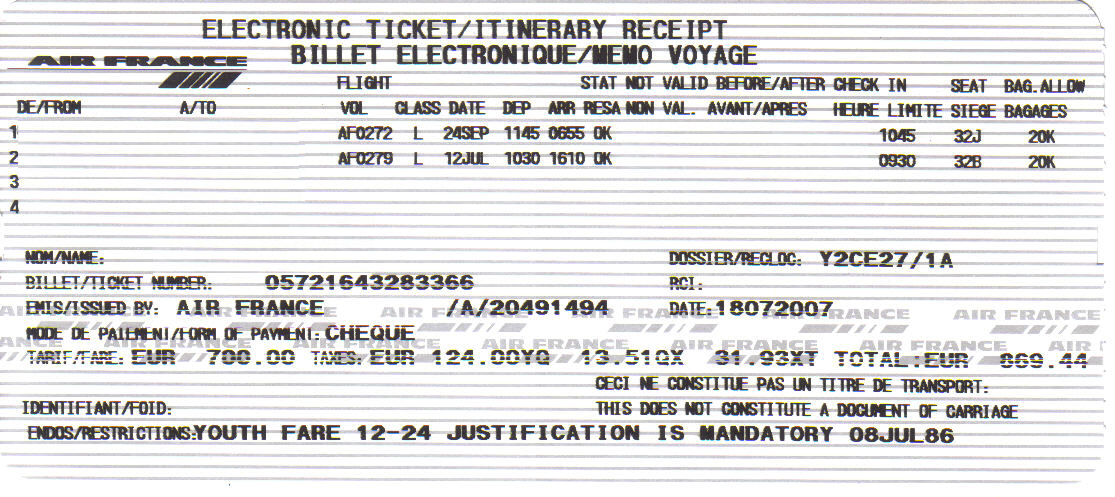 ELECTRONIC TICKET/ITINERARY RECEIPT
BILLET ELECTRONIQUE/MEMO VOYAGE
AIR FRANCE
FLIGHT STAT NOT VALID BEFORE/AFTER CHECK IN SEAT BAG.ALLOW
DE/FROM A/TO VOL CLASS DATE DEP ARR RESA NON VAL. AVANT/APRES HEURE LIMITE SIEGE BAGAGES
1 AF0272 L 24SEP 1145 0655 OK 1045 32J 20K
2 AF0279 L 12JUL 1030 1610 OK 0930 32B 20K
3
4
NOM/NAME:
DOSSIER/RECLOC: Y2CE27/1A
BILLET/TICKET NUMBER: 05721643283366 RCI:
EMIS/ISSUED BY: AIR FRANCE /A/20491494 DATE:18072007
MODE DE PAIEMENT/FORM OF PAYMENT: CHEQUE
TARIF/FARE: EUR 700.00 TAXES: EUR 124.00YQ 13.51QX 31.93XT TOTAL:EUR 869.44
CECI NE CONSTITUE PAS UN TITRE DE TRANSPORT:
IDENTIFIANT/FOID: THIS DOES NOT CONSTITUTE A DOCUMENT OF CARRIAGE
ENDOS/RESTRICTIONS:YOUTH FARE 12-24 JUSTIFICATION IS MANDATORY 08JUL86